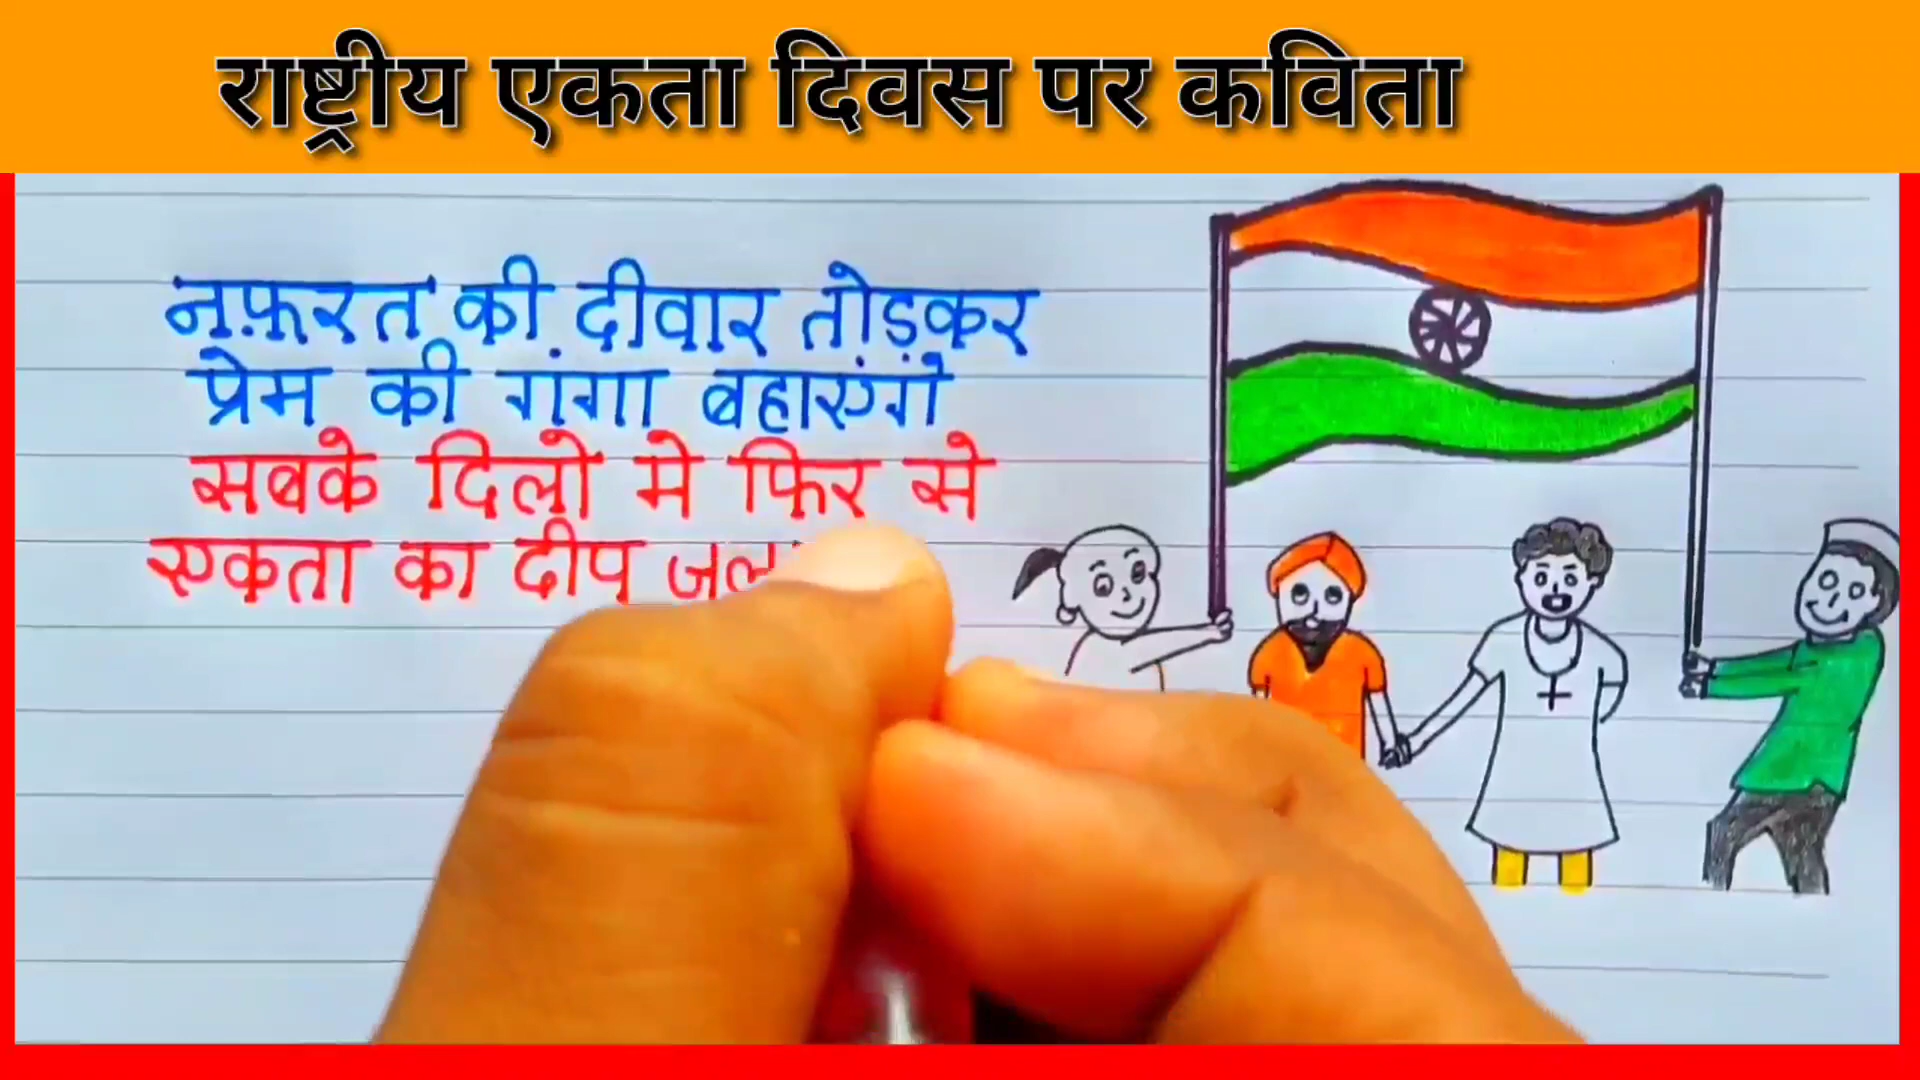 राष्ट्रीय एकता दिवस पर कविता
नफ़रत की दीवार तोड़कर
प्रेम की गंगा बहाएंगे
सबके दिलो मे फिर से
एकता का दीप